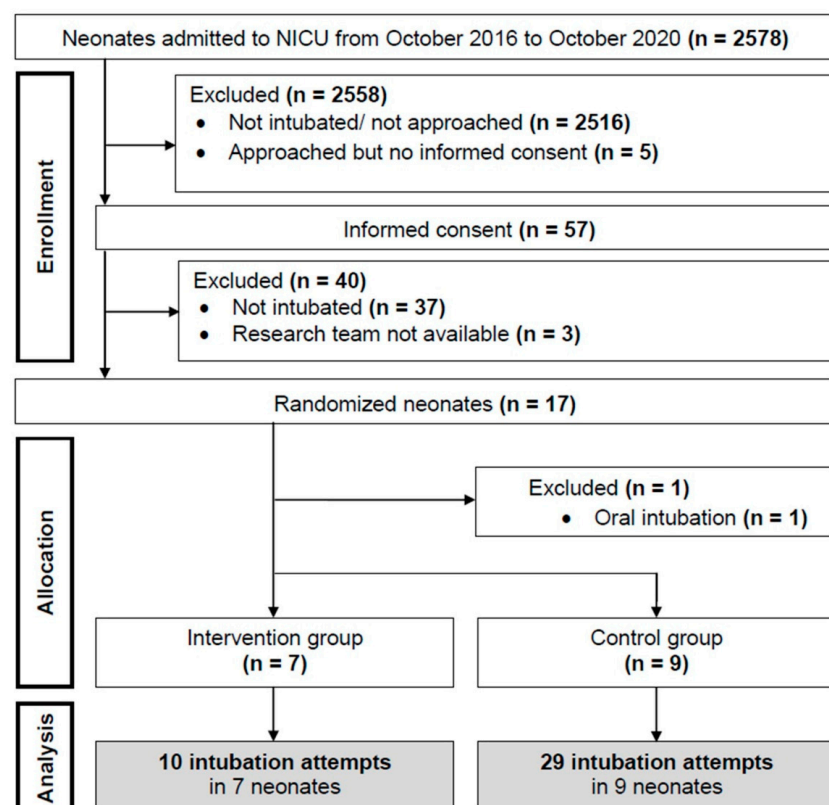 Neonates admitted to NICU from October 2016 to October 2020 (n = 2578)
Enrollment
Excluded (n = 2558)
• Not intubated/ not approached (n = 2516)
• Approached but no informed consent (n = 5)
Informed consent (n = 57)
Excluded (n = 40)
• Not intubated (n = 37)
• Research team not available (n = 3)
Randomized neonates (n = 17)
Allocation
Excluded (n = 1)
• Oral intubation (n = 1)
Intervention group
(n = 7)
Control group
(n = 9)
Analysis
10 intubation attempts
in 7 neonates
29 intubation attempts
in 9 neonates